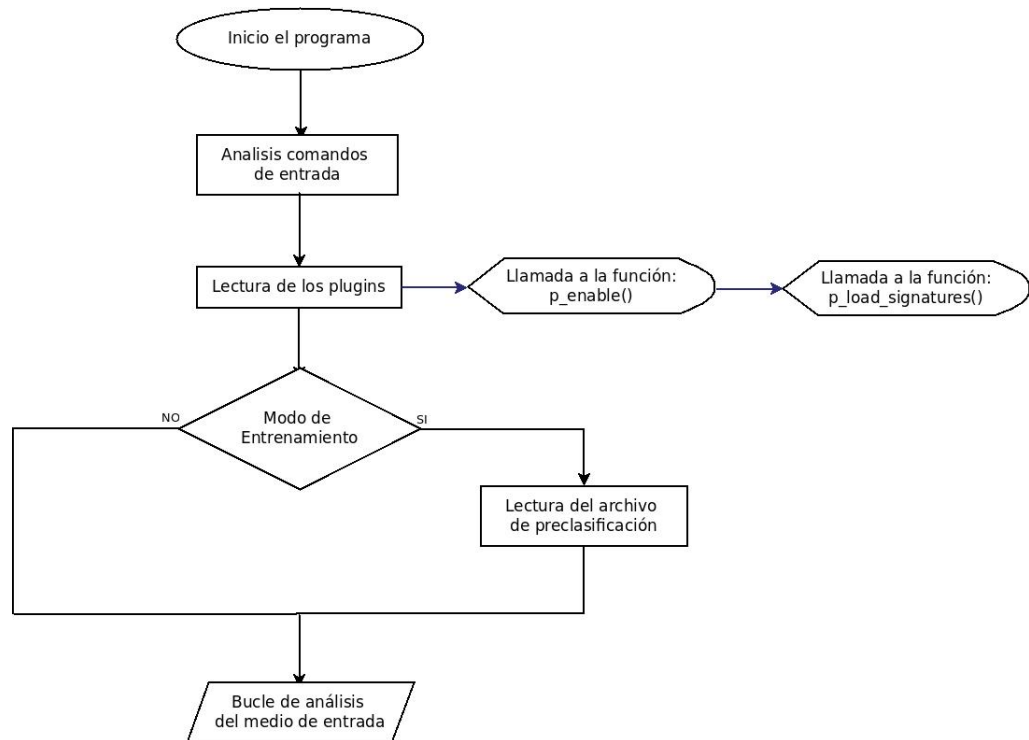 Inicio el programa
Analisis comandos
de entrada
Lectura de los plugins
Llamada a la función:
p_enable()
Llamada a la función:
p_load_signatures()
NO
Modo de
Entrenamiento
SI
Lectura del archivo
de preclasificación
Bucle de análisis
del medio de entrada